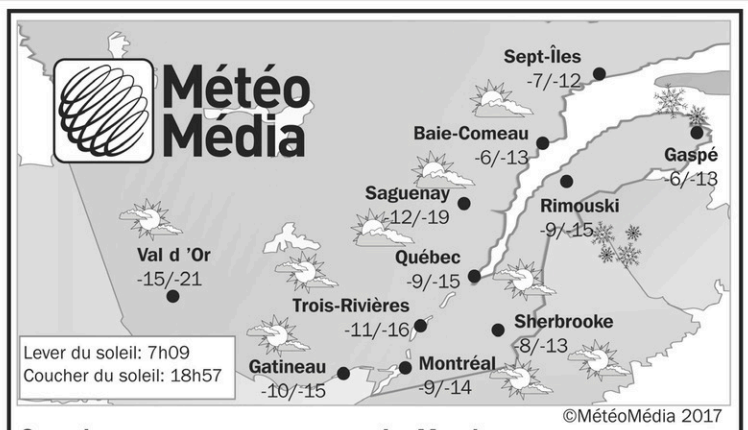 Météo
Média
Sept-Îles
-7/-12
Baie-Comeau
-6/-13
Gaspé
-6/-13
Saguenay
-12/-19
Rimouski
-9/-15
Val d 'Or
-15/-21
Québec
-9/-15
Trois-Rivières
-11/-16
Sherbrooke
-8/-13
Lever du soleil: 7h09
Coucher du soleil: 18h57
Gatineau
-10/-15
Montréal
-9/-14
©MétéoMédia 2017